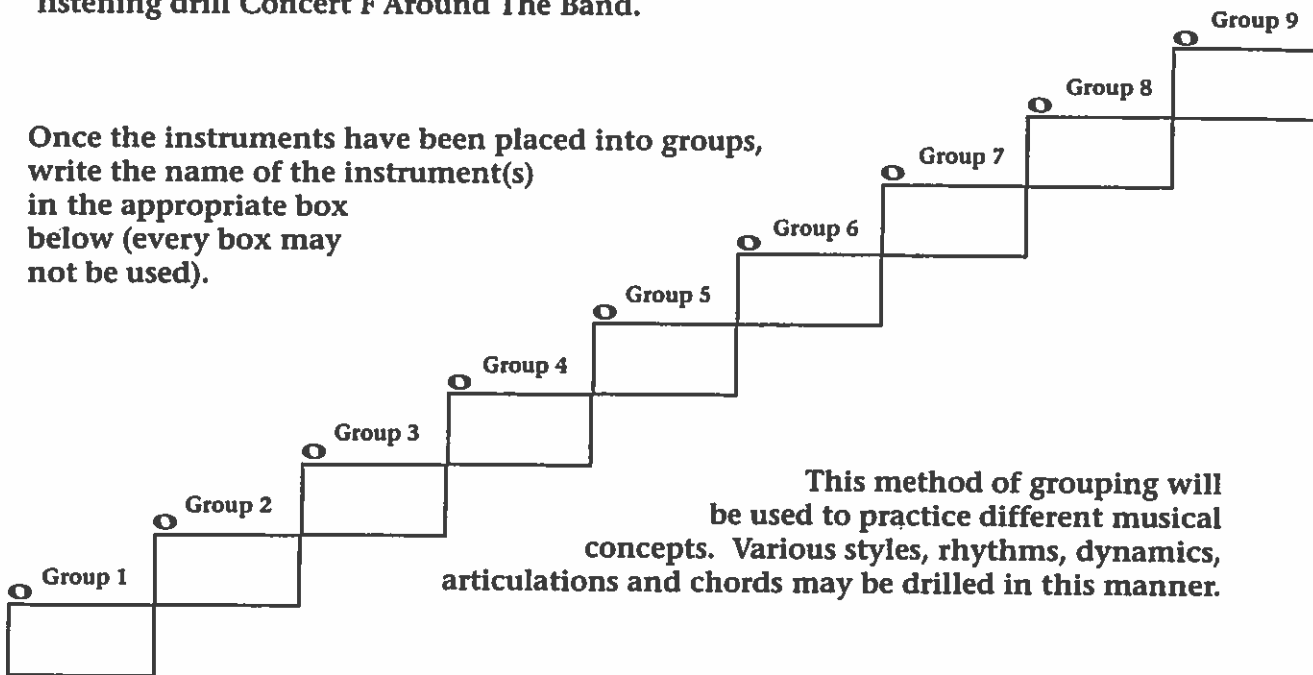 listening drill Concert F Around The Band.
Once the instruments have been placed into groups,
write the name of the instrument(s)
in the appropriate box
below (every box may
not be used).
Group 9
Group 8
Group 7
Group 6
Group 5
Group 4
Group 3
Group 2
Group 1
This method of grouping will
be used to practice different musical
concepts. Various styles, rhythms, dynamics,
articulations and chords may be drilled in this manner.